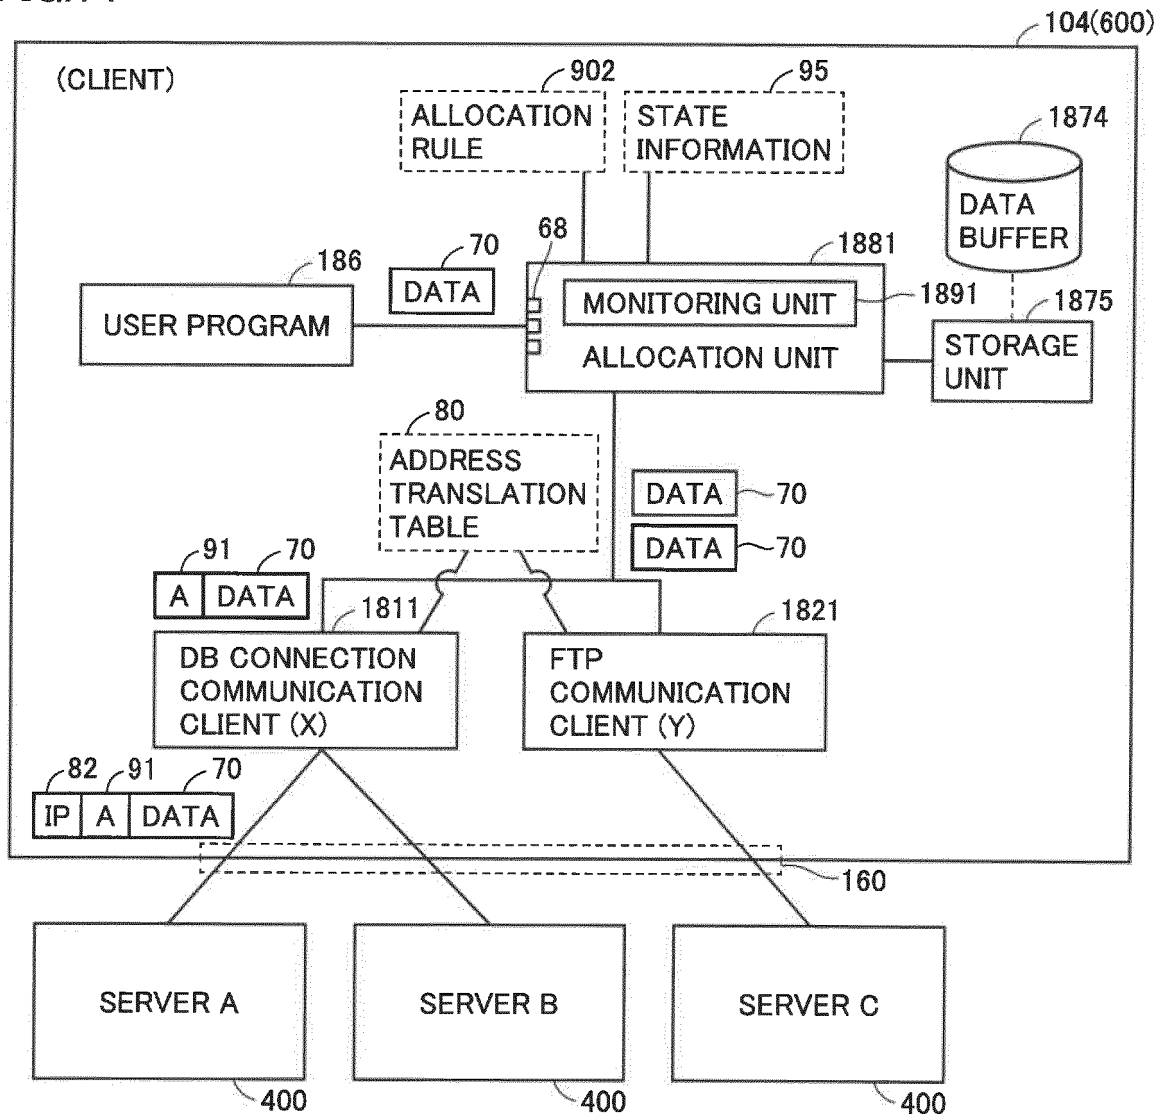 104(600)
(CLIENT)
902
95
ALLOCATION
RULE
STATE
INFORMATION
1874
DATA
BUFFER
186
70
68
1881
DATA
USER PROGRAM
MONITORING UNIT
1891
ALLOCATION UNIT
1875
STORAGE
UNIT
80
ADDRESS
TRANSLATION
TABLE
DATA
70
DATA
70
91
70
A
DATA
1811
1821
DB CONNECTION
COMMUNICATION
CLIENT (X)
FTP
COMMUNICATION
CLIENT (Y)
82
91
70
IP
A
DATA
160
SERVER A
SERVER B
SERVER C
400
400
400